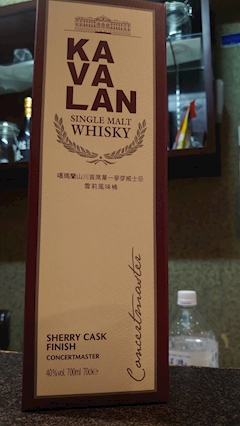 KA
VA
LAN
SINGLE MALT
WHISKY
噶瑪蘭山川首席單一麥芽威士忌
雪莉風味桶
Concertmaster
SHERRY CASK
FINISH
CONCERTMASTER
40%vol. 700ml 70cl e